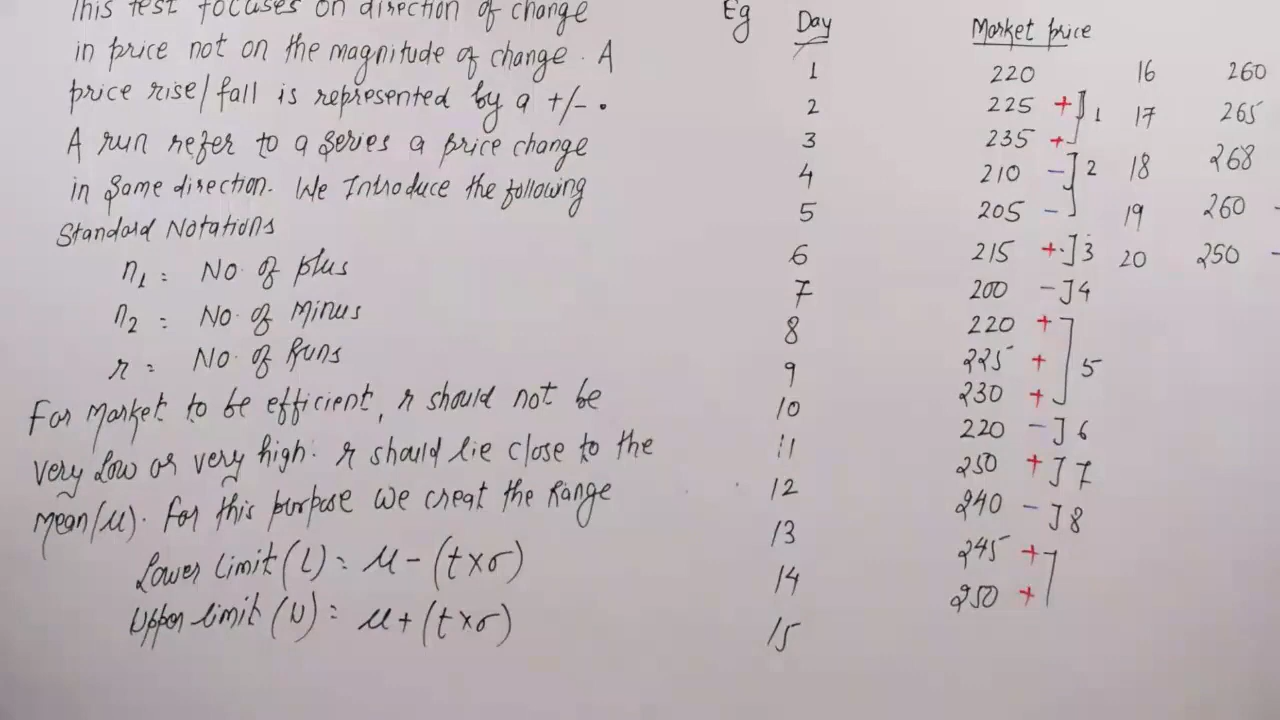 This test focuses on direction of change
in price not on the magnitude of change. A
price rise/fall is represented by a +/-.
A run refer to a series a price change
in same direction. We Introduce the following
Standard Notations
n1 = No. of plus
n2 = No. of Minus
r = No. of Runs
For Market to be efficient, r should not be
very low or very high. r should lie close to the
mean(μ). For this purpose we creat the Range
Lower limit (L) = μ - (t×σ)
Upper limit (U) = μ + (t×σ)
Eg Day Market price
1 220
2 225 + ] 1
3 235 +
4 210 - ] 2
5 205 -
6 215 + ] 3
7 200 - ] 4
8 220 +
9 225 + ] 5
10 230 +
11 220 - ] 6
12 250 + ] 7
13 240 - ] 8
14 245 + ]
15 250 +
16 260
17 265
18 268
19 260 -
20 250 -